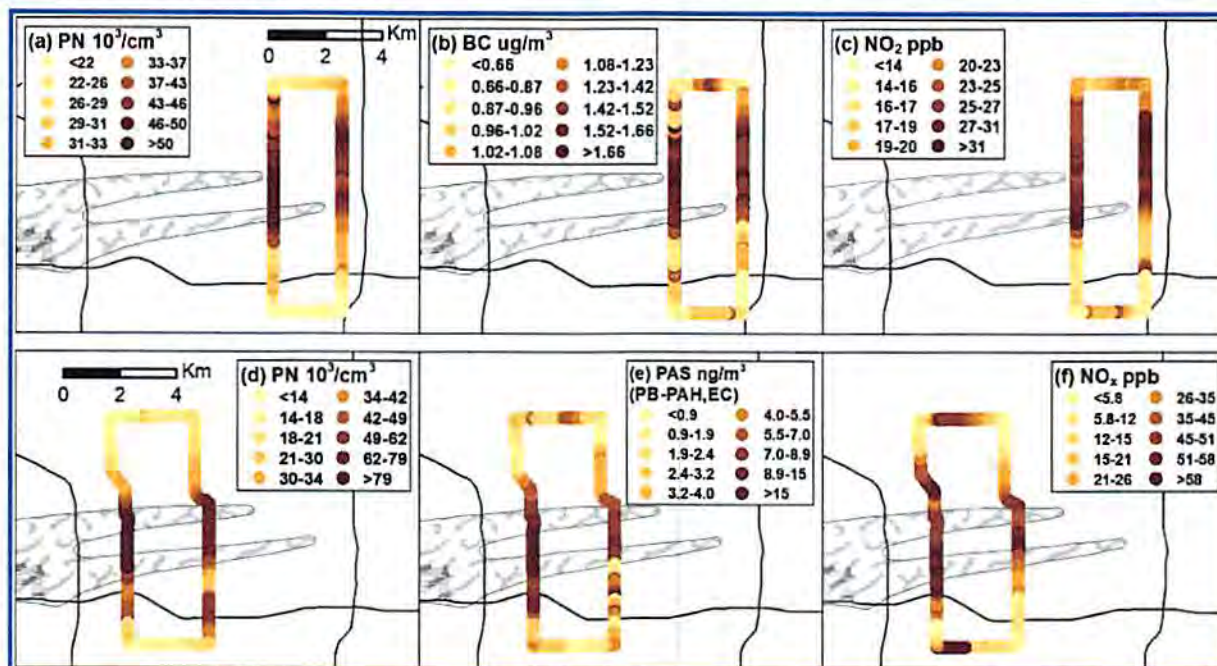 (a) PN 10³/cm³
<22 33-37
22-26 37-43
26-29 43-46
29-31 46-50
31-33 >50
Km
0 2 4
(b) BC ug/m³
<0.66 1.08-1.23
0.66-0.87 1.23-1.42
0.87-0.96 1.42-1.52
0.96-1.02 1.52-1.66
1.02-1.08 >1.66
(c) NO₂ ppb
<14 20-23
14-16 23-25
16-17 25-27
17-19 27-31
19-20 >31
Km
0 2 4
(d) PN 10³/cm³
<14 34-42
14-18 42-49
18-21 49-62
21-30 62-79
30-34 >79
(e) PAS ng/m³
(PB-PAH,EC)
<0.9 4.0-5.5
0.9-1.9 5.5-7.0
1.9-2.4 7.0-8.9
2.4-3.2 8.9-15
3.2-4.0 >15
(f) NOₓ ppb
<5.8 26-35
5.8-12 35-45
12-15 45-51
15-21 51-58
21-26 >58